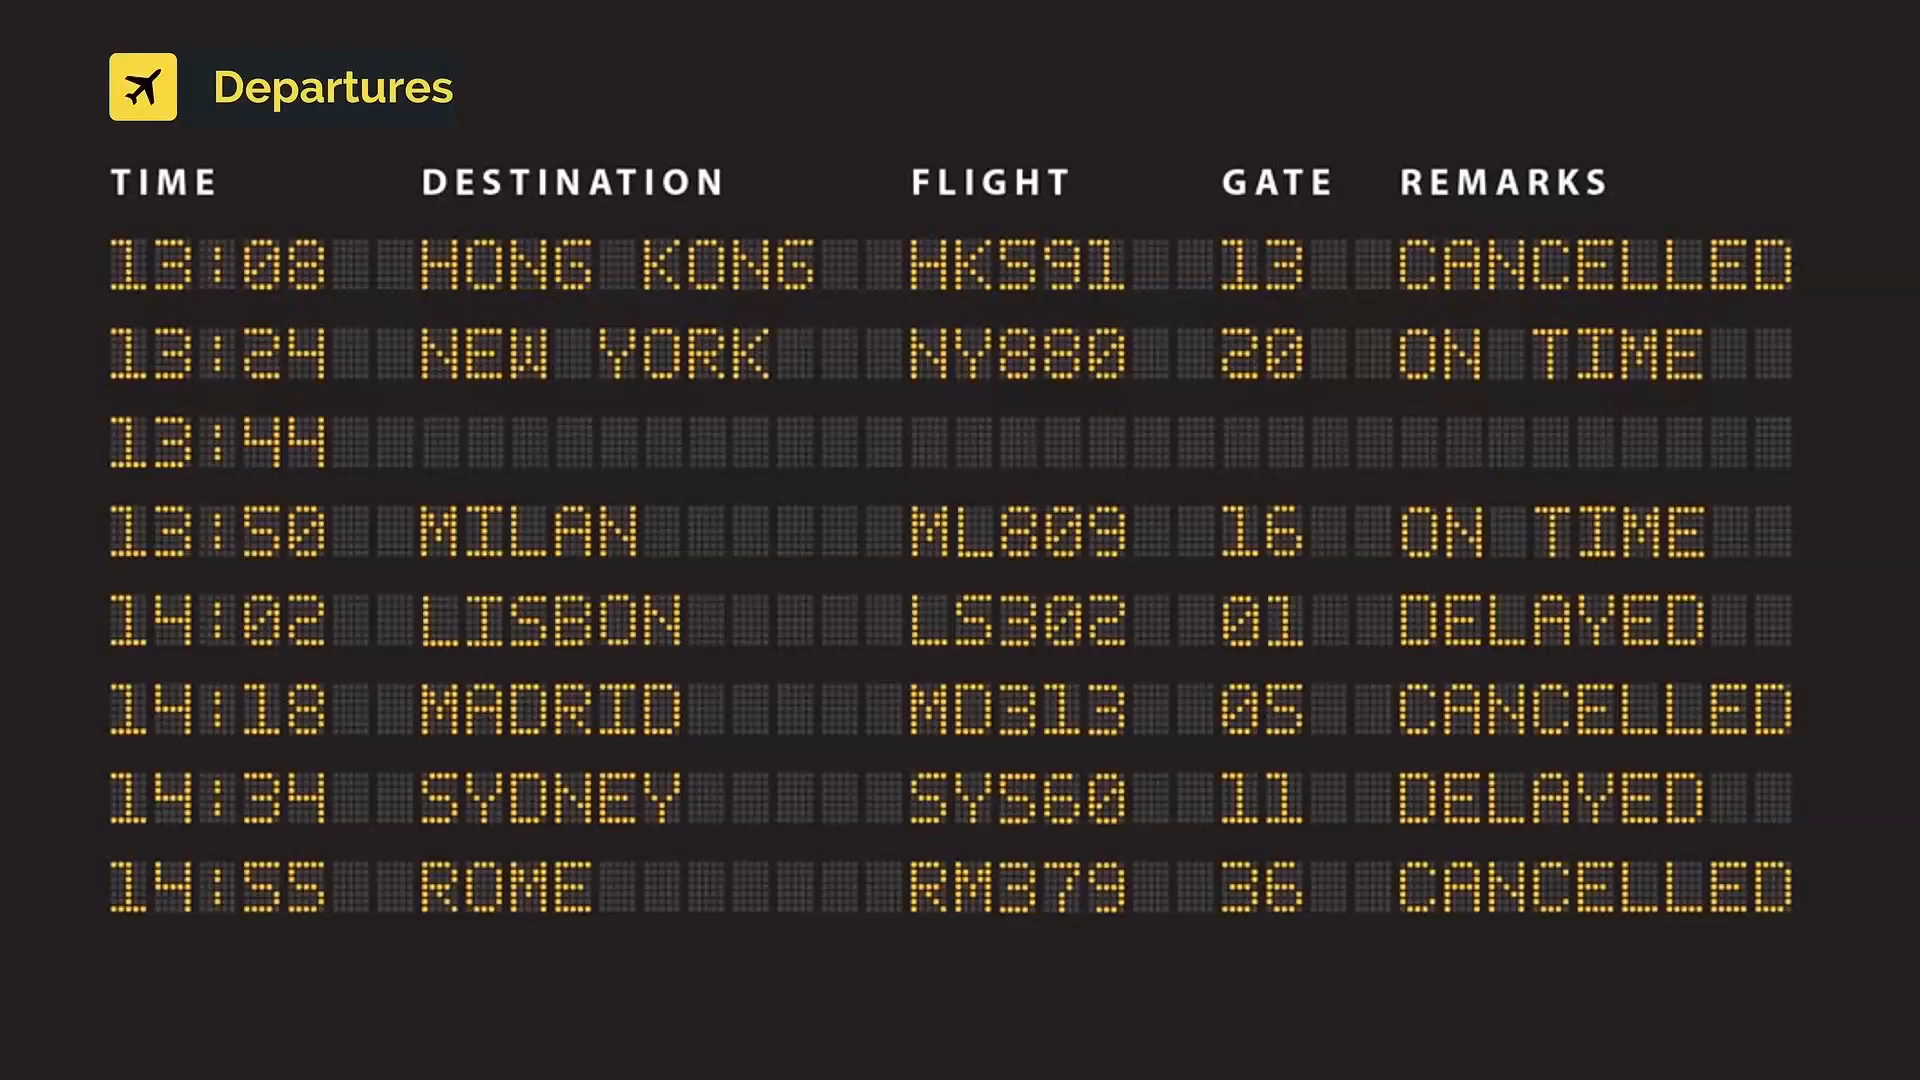 Departures
TIME DESTINATION FLIGHT GATE REMARKS
13:08 HONG KONG HK591 13 CANCELLED
13:24 NEW YORK NY880 20 ON TIME
13:44
13:50 MILAN ML809 16 ON TIME
14:02 LISBON LS302 01 DELAYED
14:18 MADRID MD313 05 CANCELLED
14:34 SYDNEY SY560 11 DELAYED
14:55 ROME RM379 36 CANCELLED